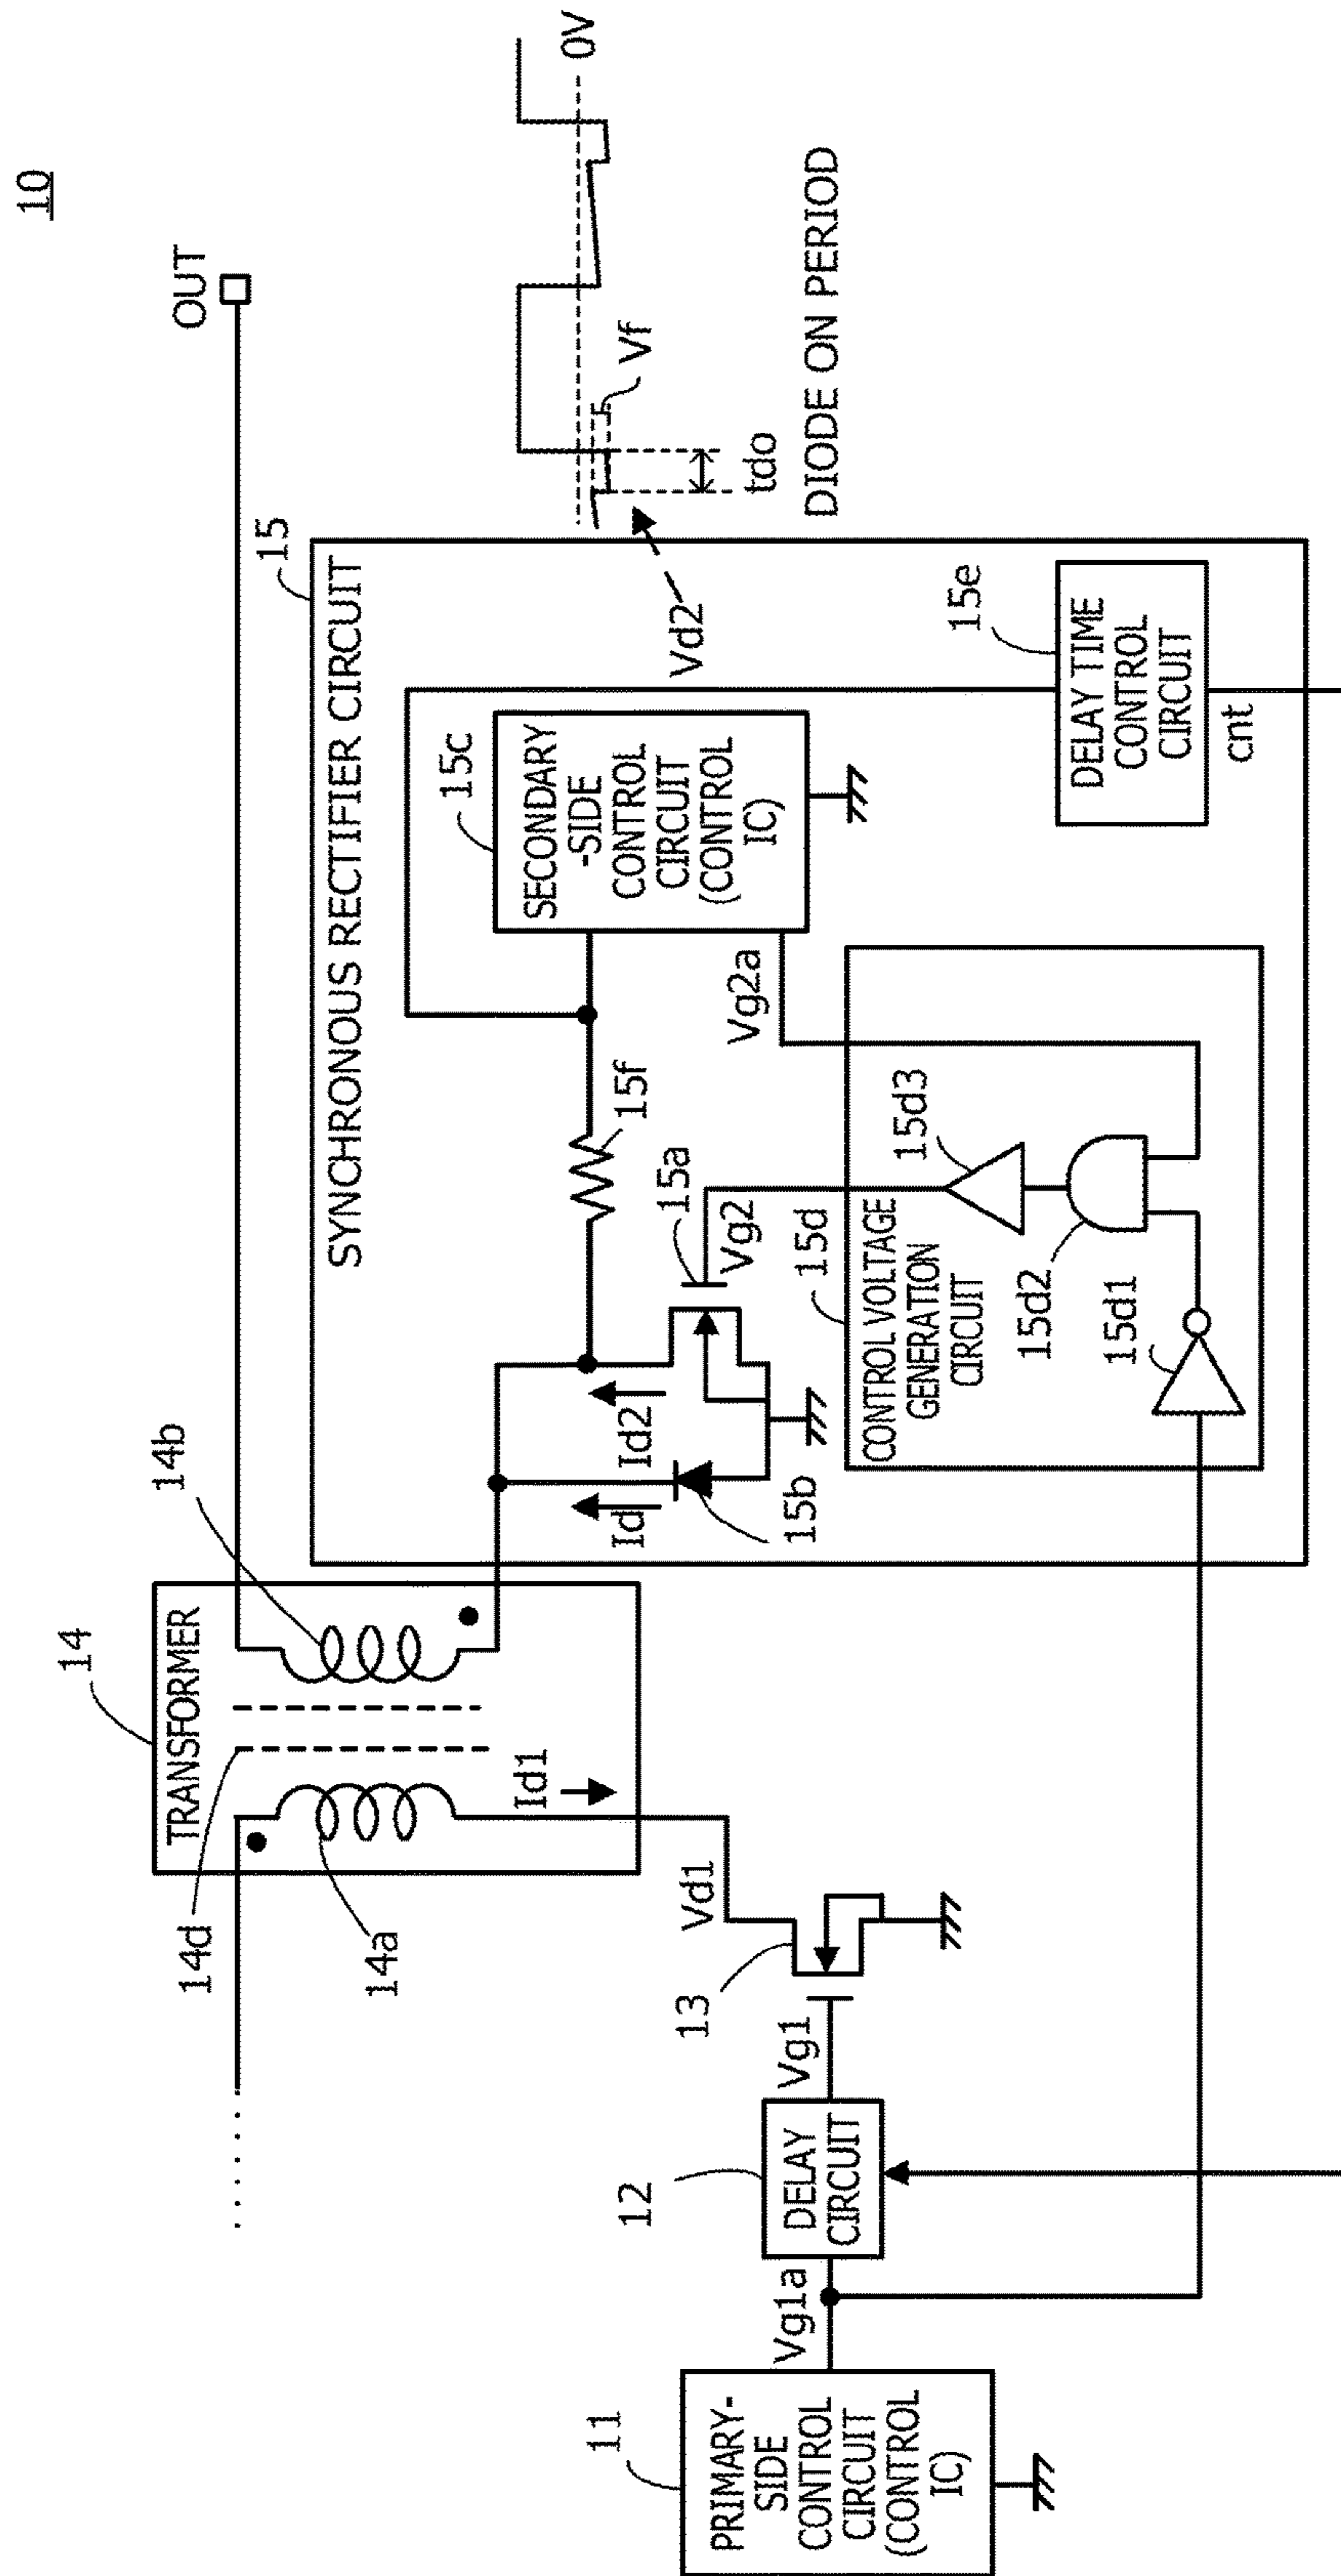 10
OUT
14
TRANSFORMER
14d
14a
14b
Id1
Vd1
13
12
DELAY
CIRCUIT
Vg1
Vg1a
11
PRIMARY-
SIDE
CONTROL
CIRCUIT
(CONTROL
IC)
15
SYNCHRONOUS RECTIFIER CIRCUIT
Id
Id2
15b
15a
Vg2
15f
15c
SECONDARY
-SIDE
CONTROL
CIRCUIT
(CONTROL
IC)
Vg2a
15d
CONTROL VOLTAGE
GENERATION
CIRCUIT
15d1
15d2
15d3
15e
DELAY TIME
CONTROL
CIRCUIT
cnt
Vd2
0V
Vf
tdo
DIODE ON PERIOD